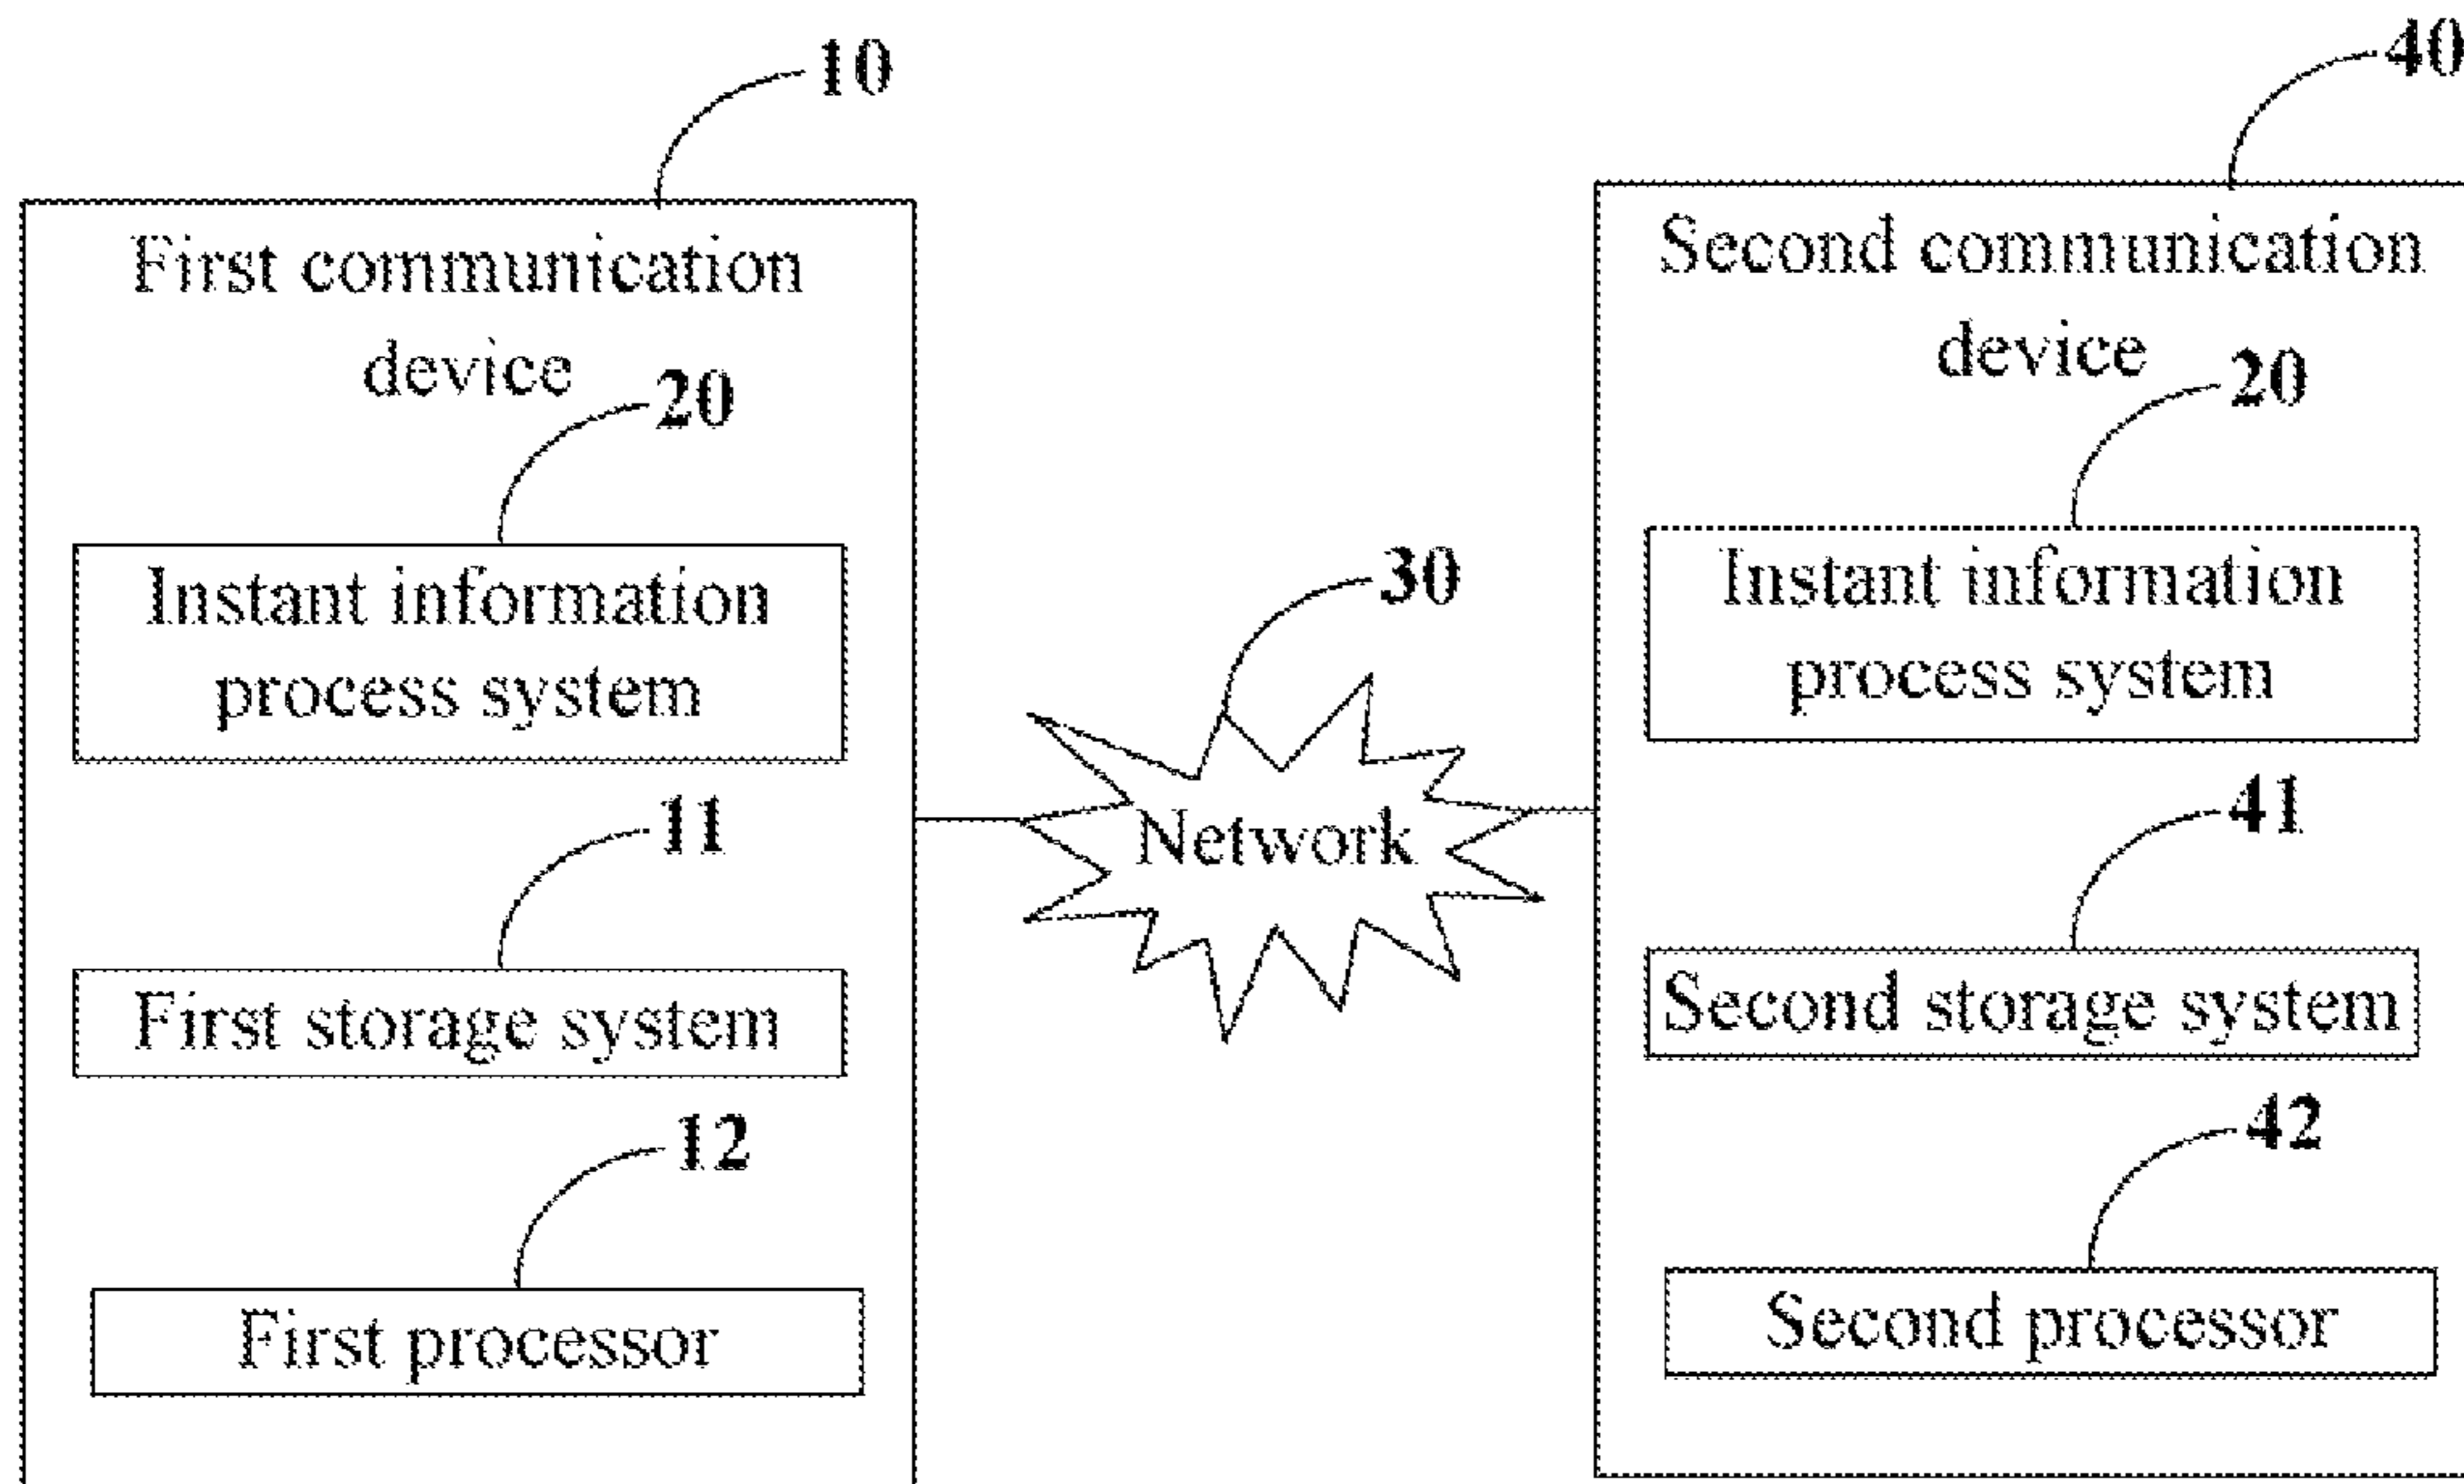 10
First communication
device
20
Instant information
process system
11
First storage system
12
First processor
30
Network
40
Second communication
device
20
Instant information
process system
41
Second storage system
42
Second processor